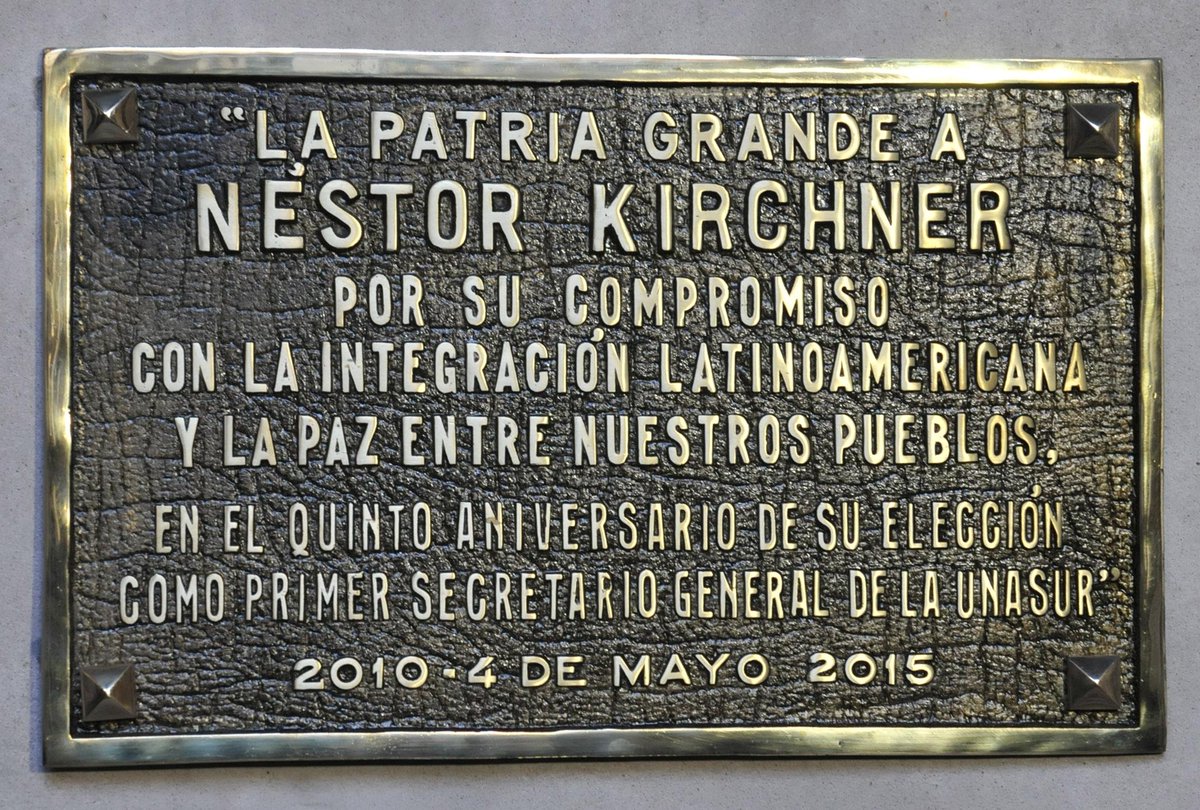 “LA PATRIA GRANDE A
NÉSTOR KIRCHNER
POR SU COMPROMISO
CON LA INTEGRACIÓN LATINOAMERICANA
Y LA PAZ ENTRE NUESTROS PUEBLOS,
EN EL QUINTO ANIVERSARIO DE SU ELECCIÓN
COMO PRIMER SECRETARIO GENERAL DE LA UNASUR”
2010-4 DE MAYO 2015